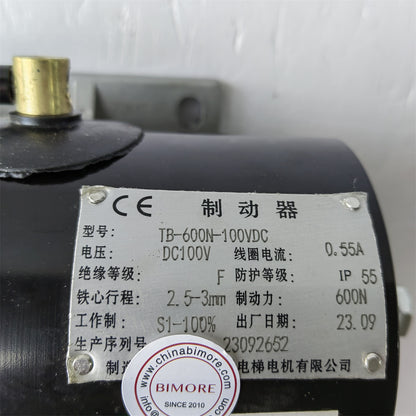 CE 制动器
型号: TB-600N-100VDC
电压: DC100V 线圈电流: 0.55A
绝缘等级: F 防护等级: IP 55
铁心行程: 2.5-3mm 制动力: 600N
工作制: S1-100% 出厂日期: 23.09
生产序列号 23092652
制造 电梯电机有限公司
www.chinabimore.com
BIMORE
SINCE 2010